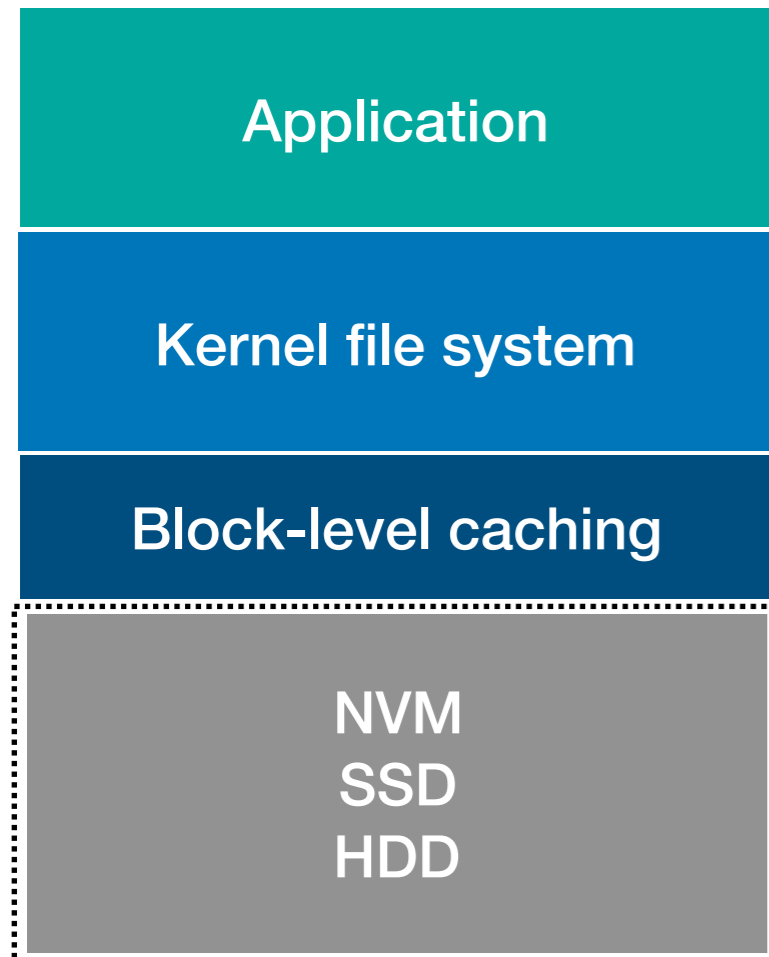 Application
Kernel file system
Block-level caching
NVM
SSD
HDD